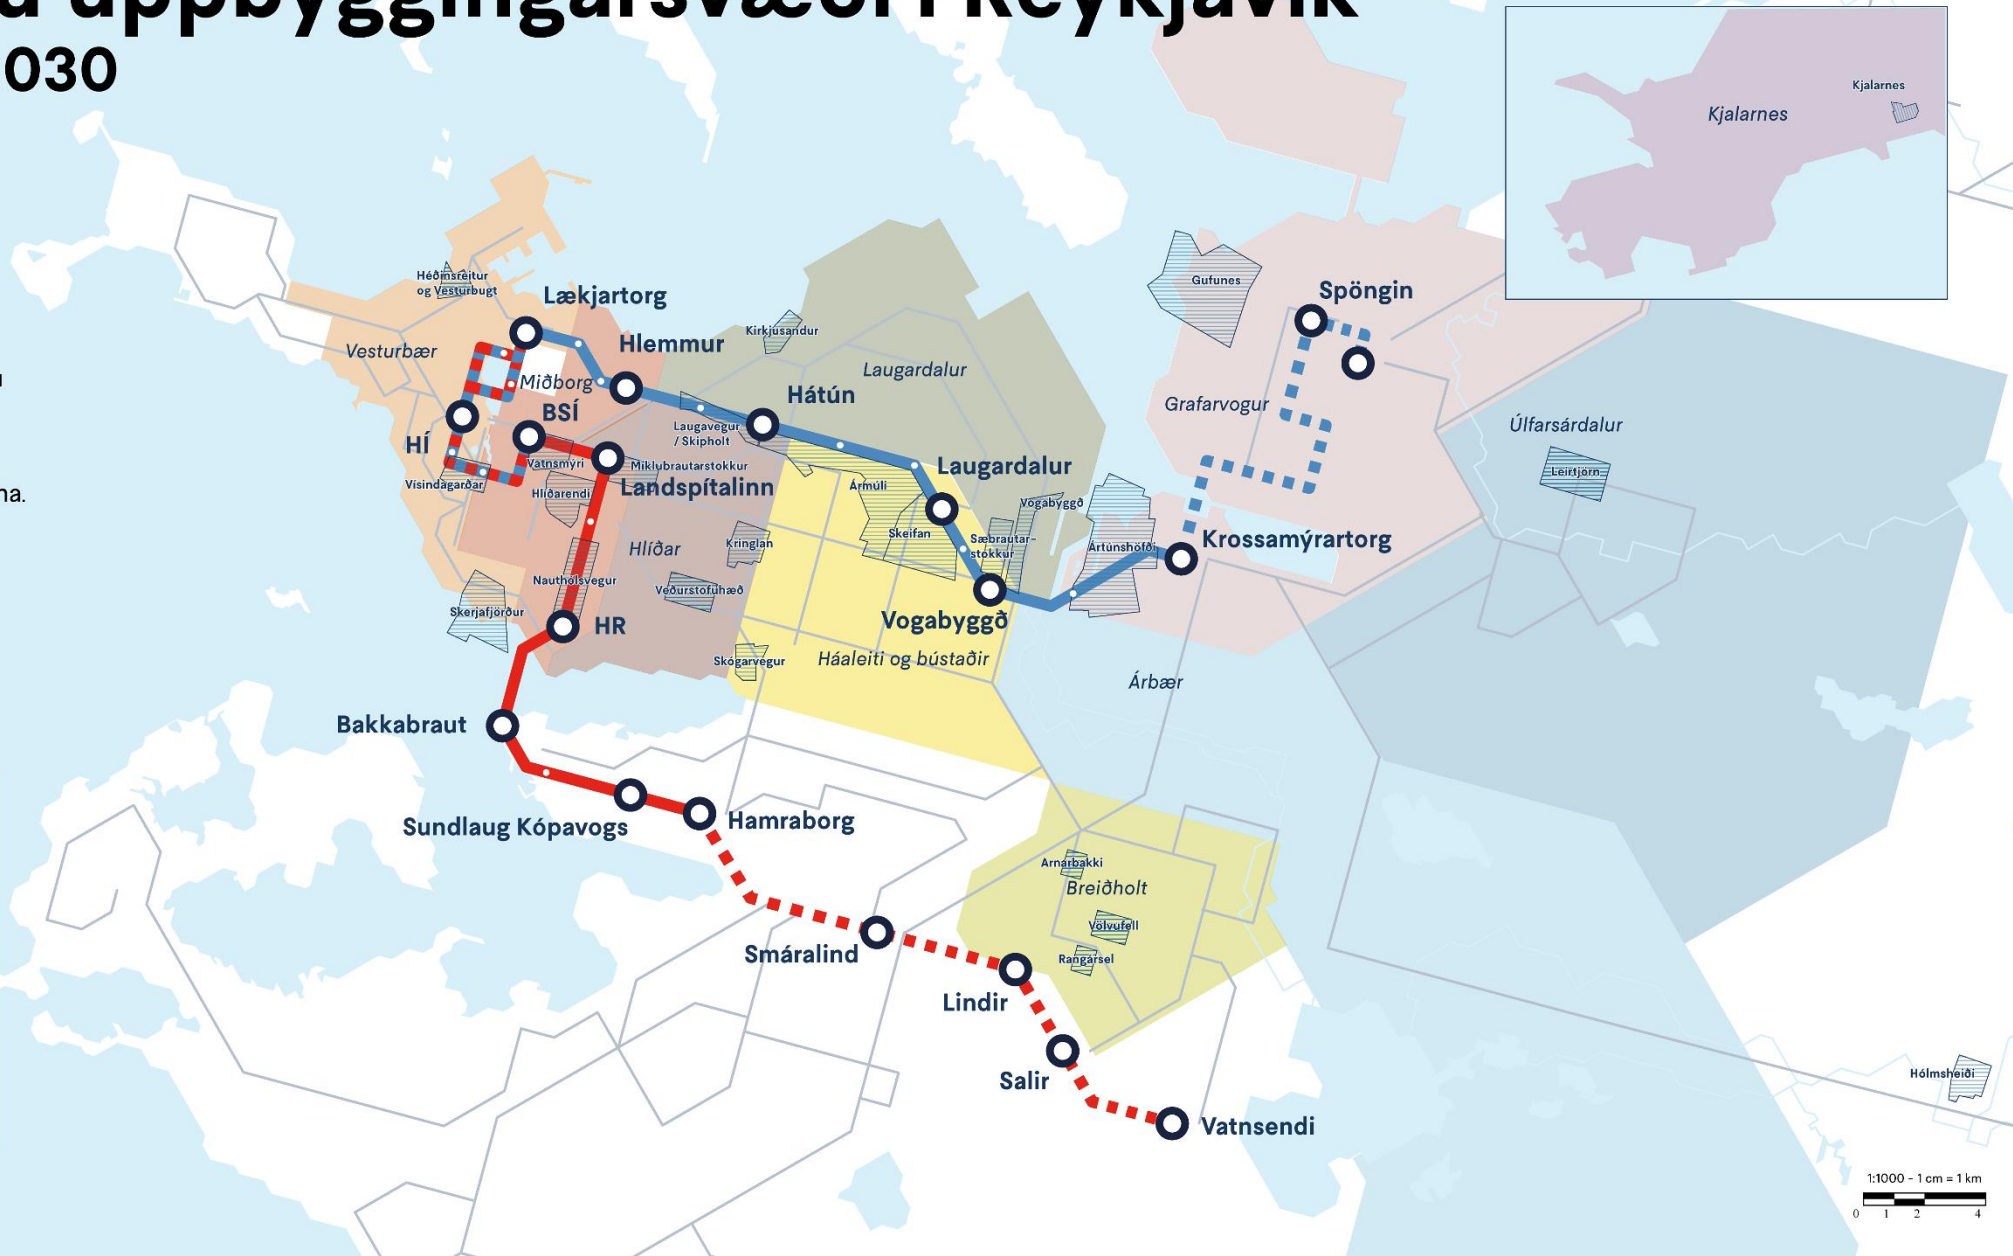 uppbyggingarsvæði í Reykjavík
030
na.
Kjalarnes
Kjalarnes
Héðinsreitur
og Vesturbugt
Lækjartorg
Vesturbær
Hlemmur
Miðborg
BSÍ
HÍ
Vatnsmýri
Vísindagarðar
Hlíðarendi
Miklubrautarstokkur
Landspítalinn
Kirkjusandur
Laugardalur
Hátún
Laugavegur
/ Skipholt
Laugardalur
Ármúli
Skeifan
Vogabyggð
Sæbrautar-
stokkur
Ártúnshöfði
Krossamýrartorg
Gufunes
Spöngin
Grafarvogur
Úlfarsárdalur
Leirtjörn
Hlíðar
Kringlan
Veðurstofuhæð
Nauthólsvegur
Skerjafjörður
HR
Skógarvegur
Vogabyggð
Háaleiti og bústaðir
Árbær
Bakkabraut
Sundlaug Kópavogs
Hamraborg
Arnarbakki
Breiðholt
Völvufell
Rangársel
Smáralind
Lindir
Salir
Vatnsendi
Hólmsheiði
1:1000 - 1 cm = 1 km
0 1 2 4